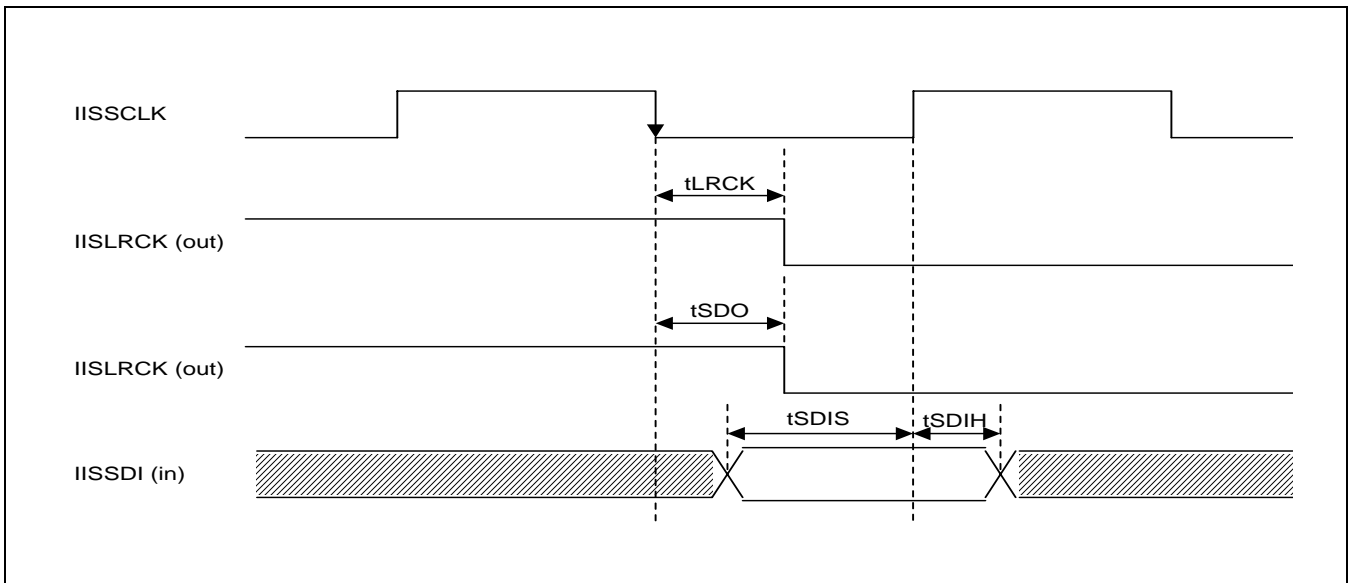 IISSCLK
tLRCK
IISLRCK (out)
tSDO
IISLRCK (out)
tSDIS
tSDIH
IISSDI (in)